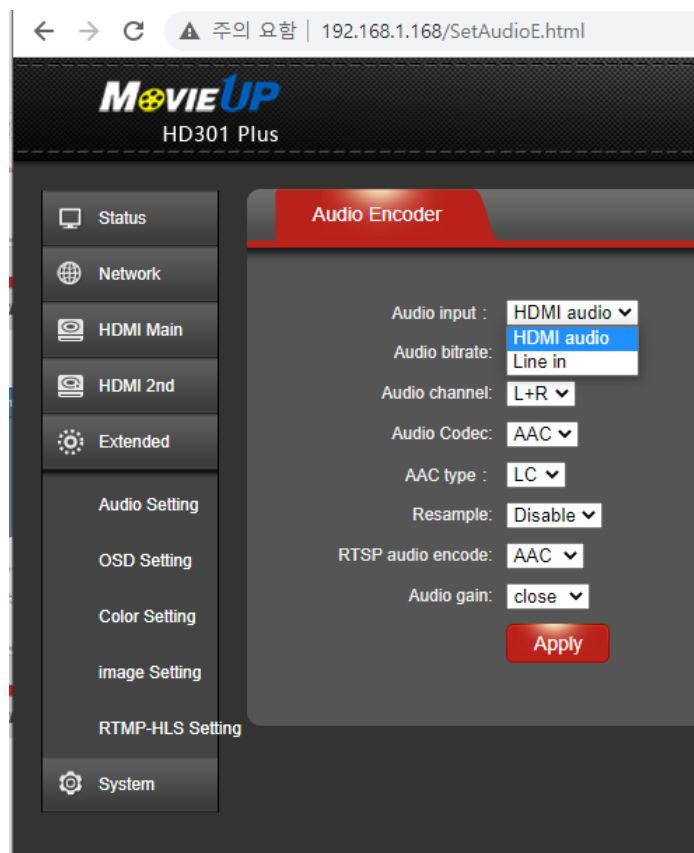 주의 요함 | 192.168.1.168/SetAudioE.html
MOVIEUP
HD301 Plus
Status
Network
HDMI Main
HDMI 2nd
Extended
Audio Setting
OSD Setting
Color Setting
image Setting
RTMP-HLS Setting
System
Audio Encoder
Audio input : HDMI audio
HDMI audio
Line in
Audio bitrate:
Audio channel: L+R
Audio Codec: AAC
AAC type : LC
Resample: Disable
RTSP audio encode: AAC
Audio gain: close
Apply